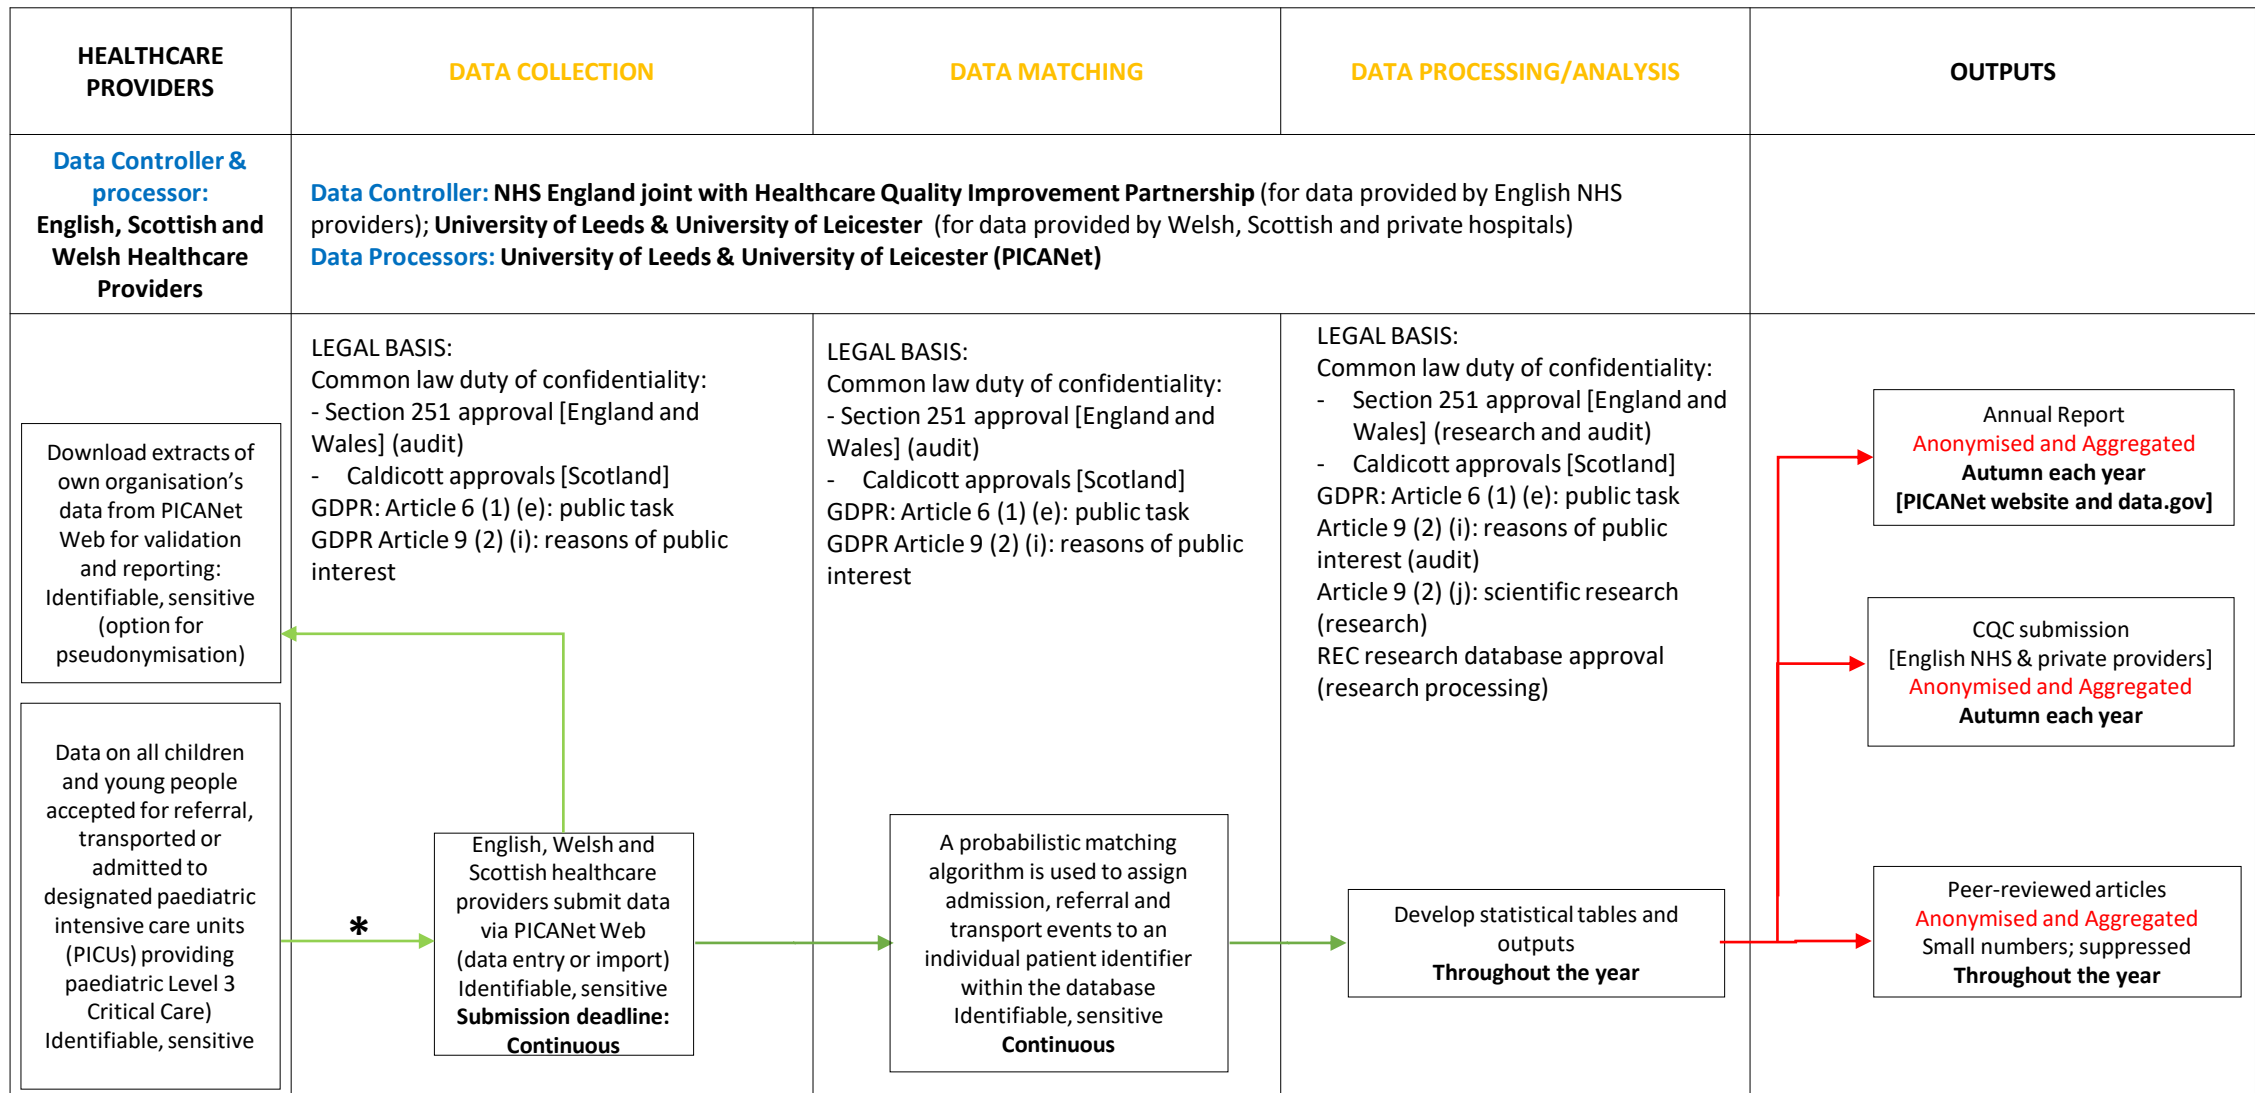 HEALTHCARE
PROVIDERS
DATA COLLECTION
DATA MATCHING
DATA PROCESSING/ANALYSIS
OUTPUTS
Data Controller &
processor:
English, Scottish and
Welsh Healthcare
Providers
Data Controller: NHS England joint with Healthcare Quality Improvement Partnership (for data provided by English NHS
providers); University of Leeds & University of Leicester (for data provided by Welsh, Scottish and private hospitals)
Data Processors: University of Leeds & University of Leicester (PICANet)
Download extracts of
own organisation's
data from PICANet
Web for validation
and reporting:
Identifiable, sensitive
(option for
pseudonymisation)
Data on all children
and young people
accepted for referral,
transported or
admitted to
designated paediatric
intensive care units
(PICUs) providing
paediatric Level 3
Critical Care)
Identifiable, sensitive
LEGAL BASIS:
Common law duty of confidentiality:
- Section 251 approval [England and
Wales] (audit)
- Caldicott approvals [Scotland]
GDPR: Article 6 (1) (e): public task
GDPR Article 9 (2) (i): reasons of public
interest
*
English, Welsh and
Scottish healthcare
providers submit data
via PICANet Web
(data entry or import)
Identifiable, sensitive
Submission deadline:
Continuous
LEGAL BASIS:
Common law duty of confidentiality:
- Section 251 approval [England and
Wales] (audit)
- Caldicott approvals [Scotland]
GDPR: Article 6 (1) (e): public task
GDPR Article 9 (2) (i): reasons of public
interest
A probabilistic matching
algorithm is used to assign
admission, referral and
transport events to an
individual patient identifier
within the database
Identifiable, sensitive
Continuous
LEGAL BASIS:
Common law duty of confidentiality:
- Section 251 approval [England and
Wales] (research and audit)
- Caldicott approvals [Scotland]
GDPR: Article 6 (1) (e): public task
Article 9 (2) (i): reasons of public
interest (audit)
Article 9 (2) (j): scientific research
(research)
REC research database approval
(research processing)
Develop statistical tables and
outputs
Throughout the year
Annual Report
Anonymised and Aggregated
Autumn each year
[PICANet website and data.gov]
CQC submission
[English NHS & private providers]
Anonymised and Aggregated
Autumn each year
Peer-reviewed articles
Anonymised and Aggregated
Small numbers; suppressed
Throughout the year